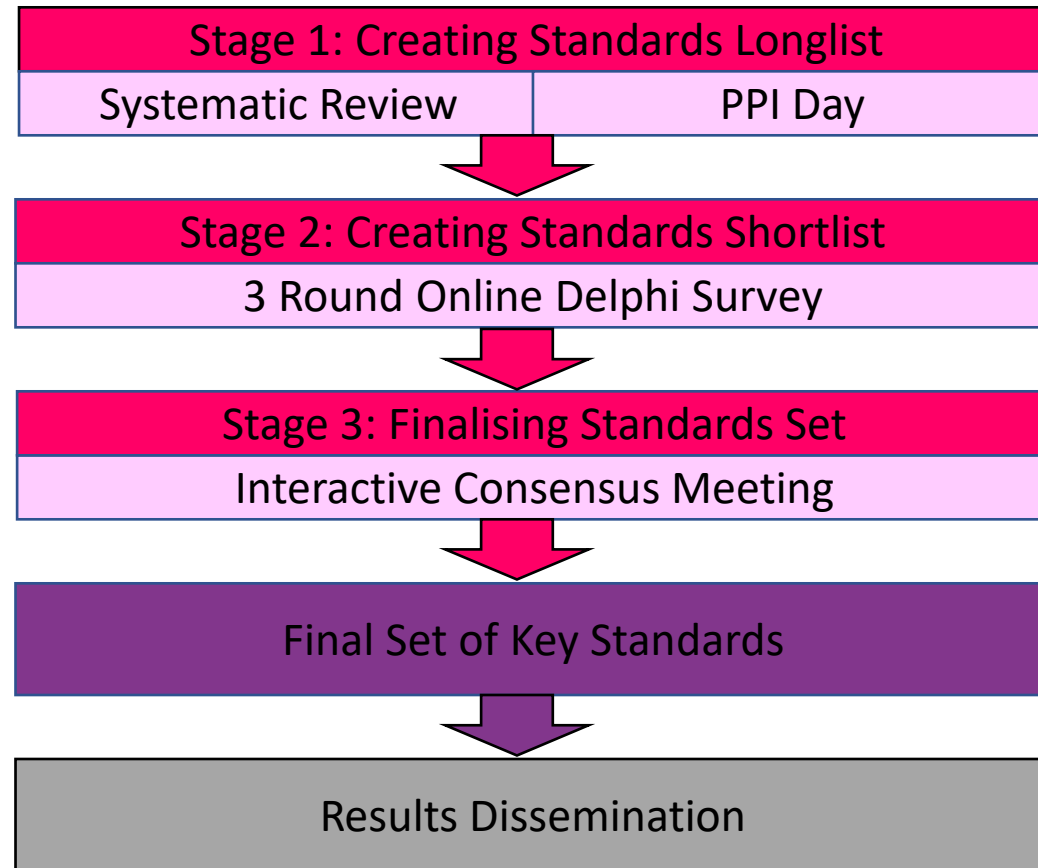 Stage 1: Creating Standards Longlist
Systematic Review
PPI Day
Stage 2: Creating Standards Shortlist
3 Round Online Delphi Survey
Stage 3: Finalising Standards Set
Interactive Consensus Meeting
Final Set of Key Standards
Results Dissemination